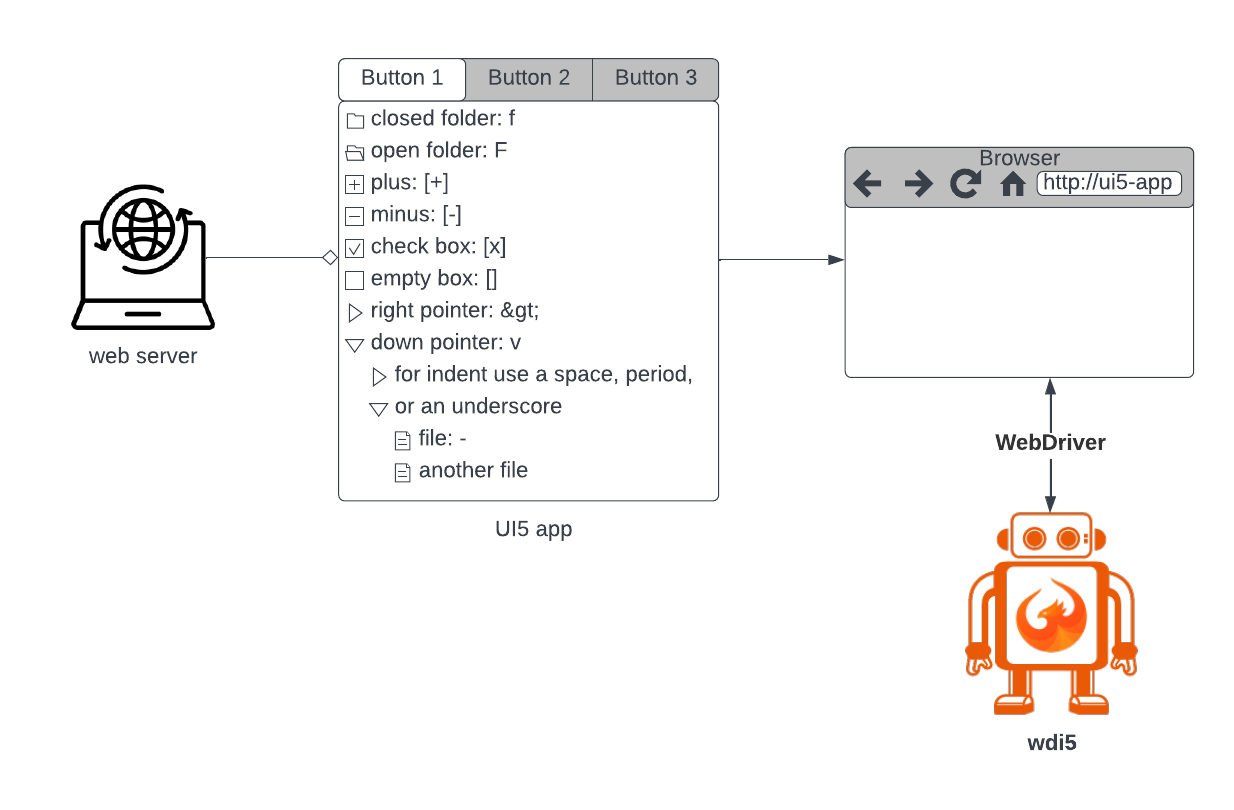 Button 1
Button 2
Button 3
closed folder: f
open folder: F
plus: [+]
minus: [-]
check box: [x]
empty box: []
right pointer: &gt;
down pointer: v
for indent use a space, period,
or an underscore
file: -
another file
UI5 app
web server
Browser
http://ui5-app
WebDriver
wdi5